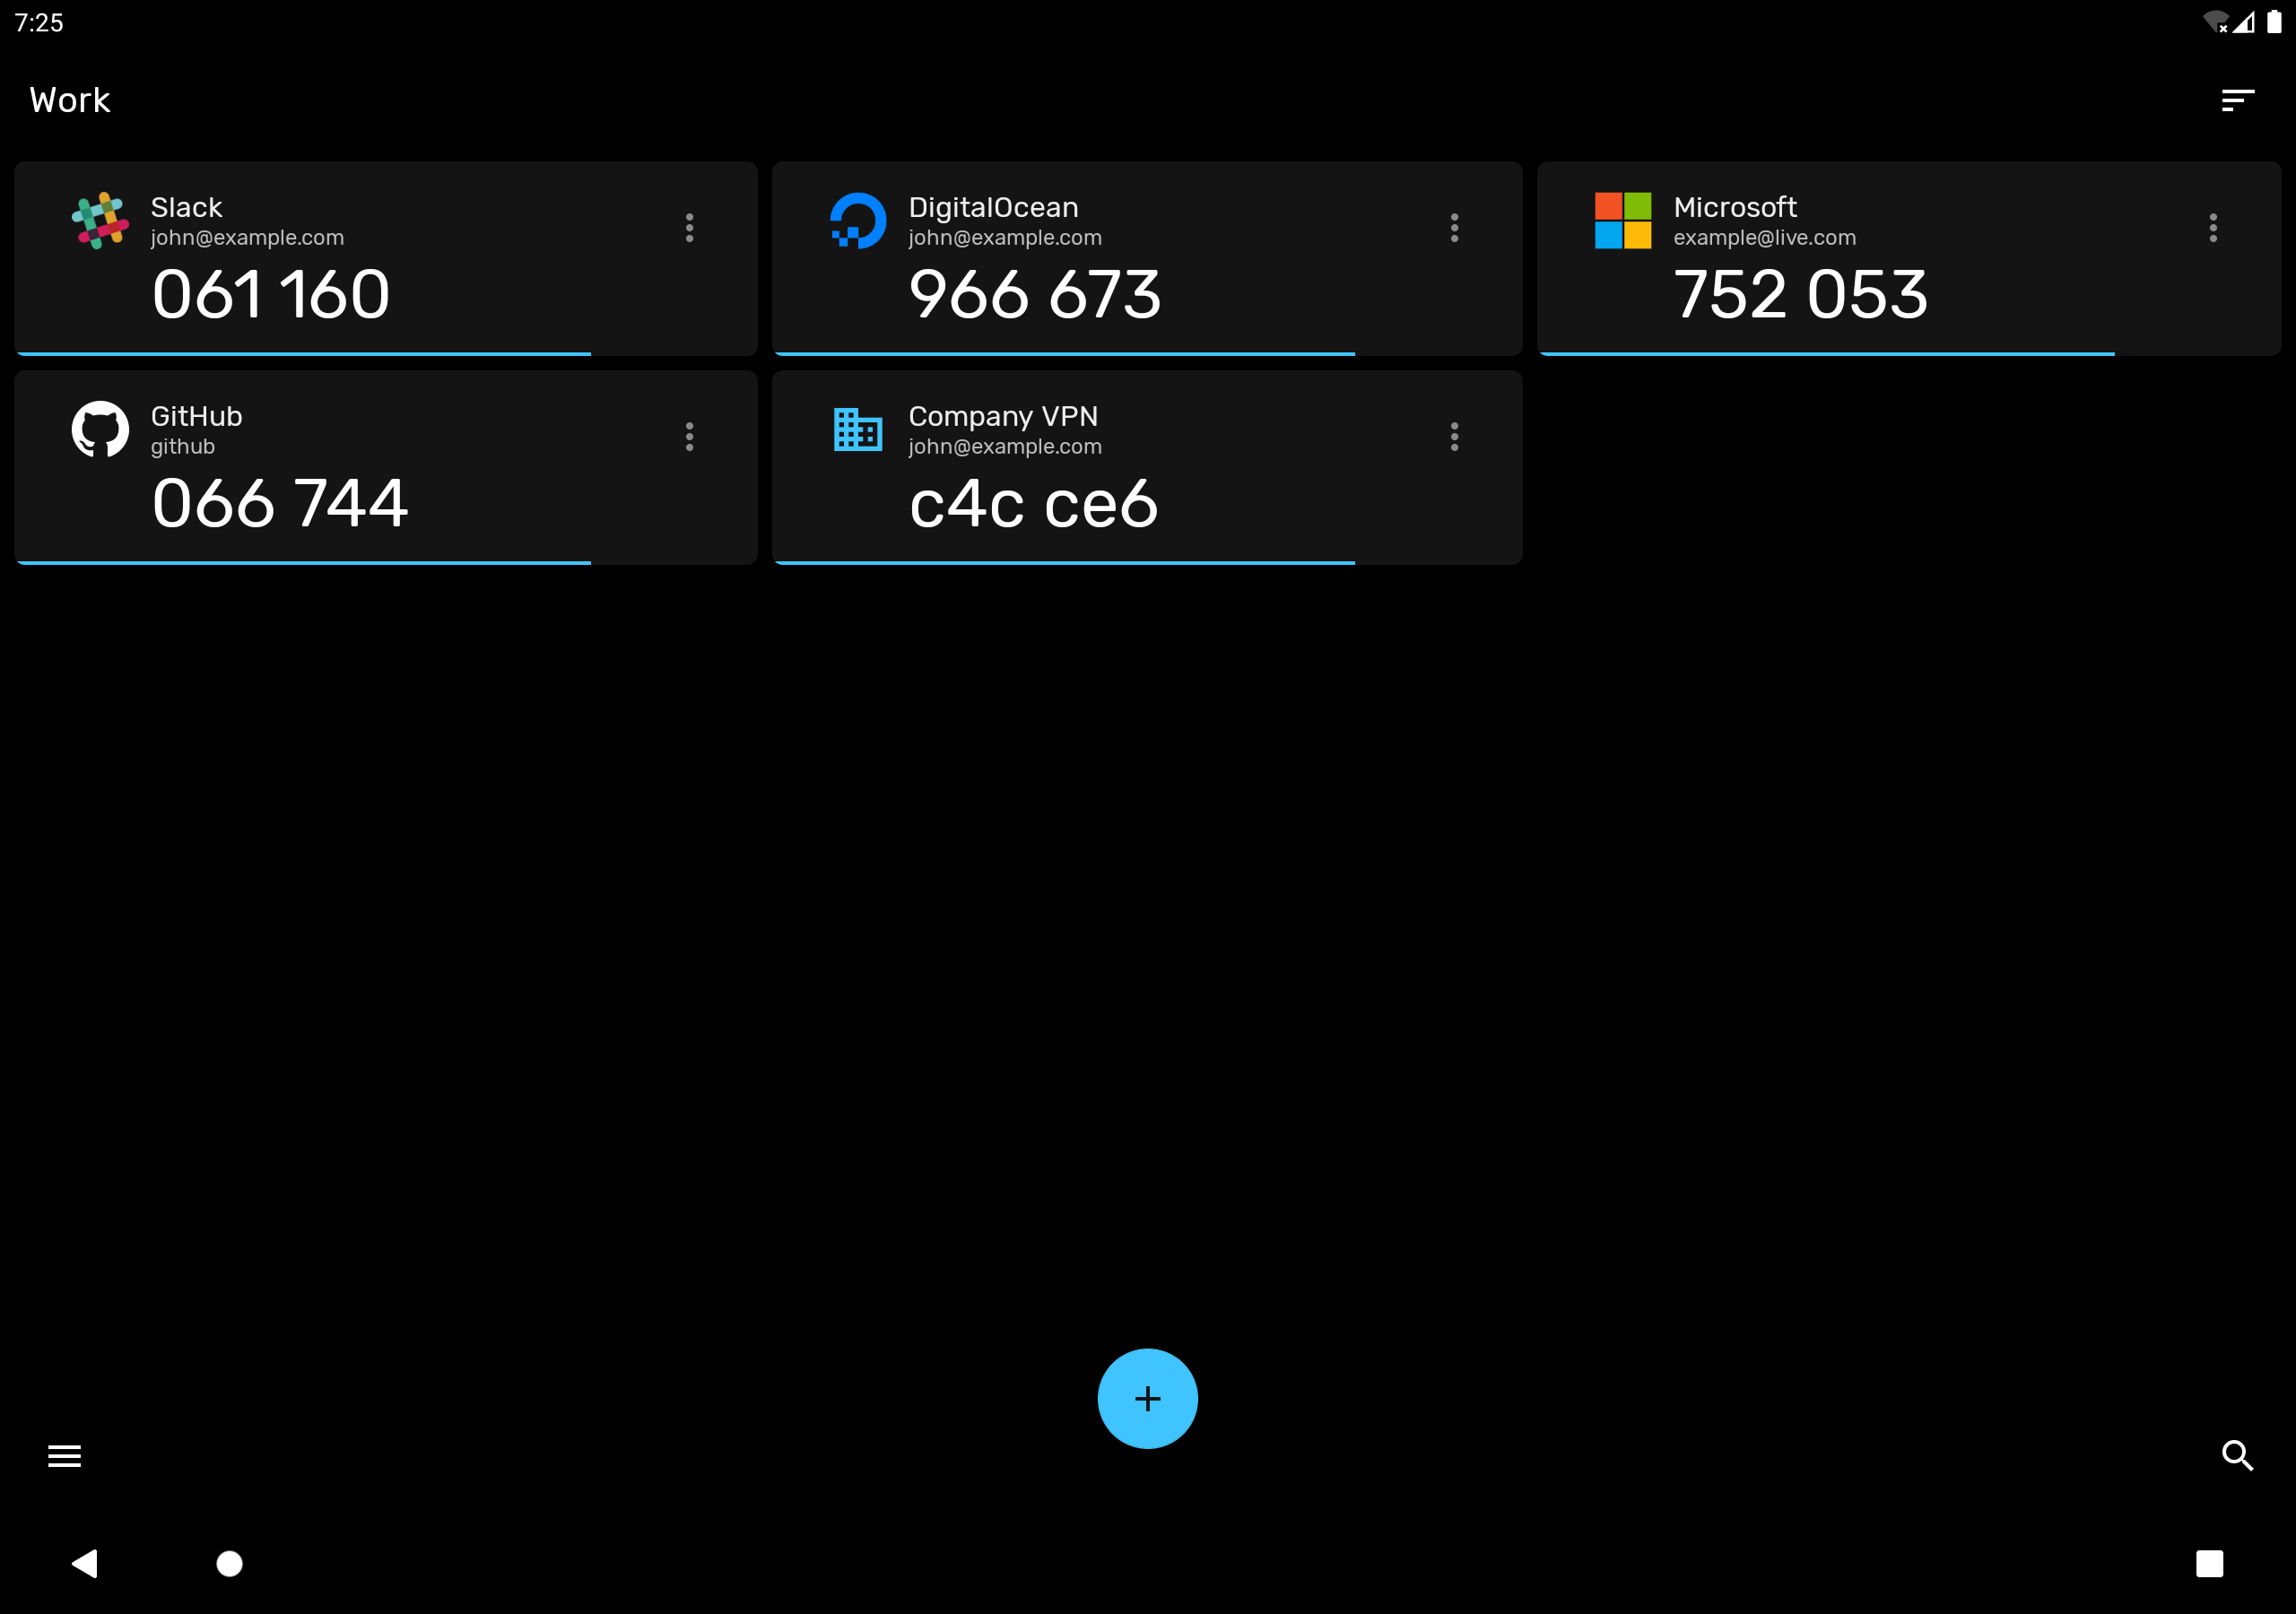 7:25
Work
Slack
john@example.com
061 160
DigitalOcean
john@example.com
966 673
Microsoft
example@live.com
752 053
GitHub
github
066 744
Company VPN
john@example.com
c4c ce6